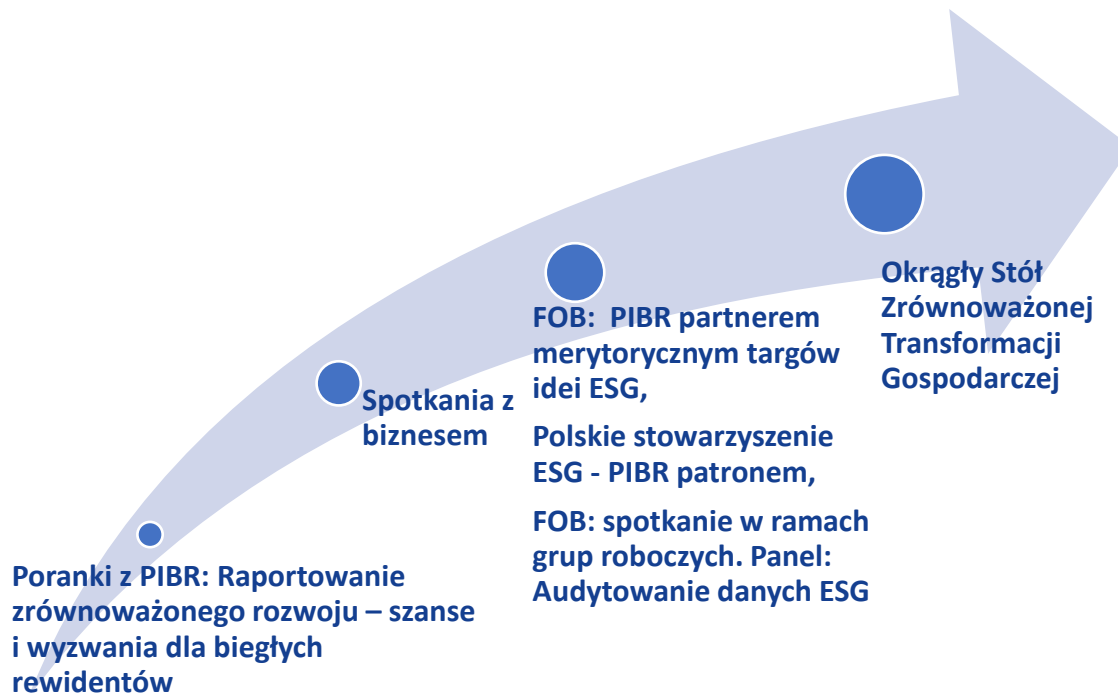 Poranki z PIBR: Raportowanie
zrównoważonego rozwoju – szanse
i wyzwania dla biegłych
rewidentów
Spotkania z
biznesem
FOB:  PIBR partnerem
merytorycznym targów
idei ESG,
Polskie stowarzyszenie
ESG - PIBR patronem,
FOB: spotkanie w ramach
grup roboczych. Panel:
Audytowanie danych ESG
Okrągły Stół
Zrównoważonej
Transformacji
Gospodarczej